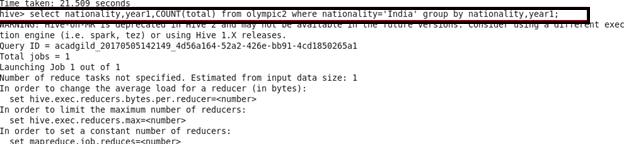 Time taken: 21.509 seconds
hive> select nationality,year1,COUNT(total) from olympic2 where nationality='India' group by nationality,year1;
WARNING: Hive-on-MR is deprecated in Hive 2 and may not be available in the future versions. Consider using a different exec
tion engine (i.e. spark, tez) or using Hive 1.X releases.
Query ID = acadgild_20170505142149_4d56a164-52a2-426e-bb91-4cd1850265a1
Total jobs = 1
Launching Job 1 out of 1
Number of reduce tasks not specified. Estimated from input data size: 1
In order to change the average load for a reducer (in bytes):
set hive.exec.reducers.bytes.per.reducer=<number>
In order to limit the maximum number of reducers:
set hive.exec.reducers.max=<number>
In order to set a constant number of reducers:
set mapreduce.job.reduces=<number>